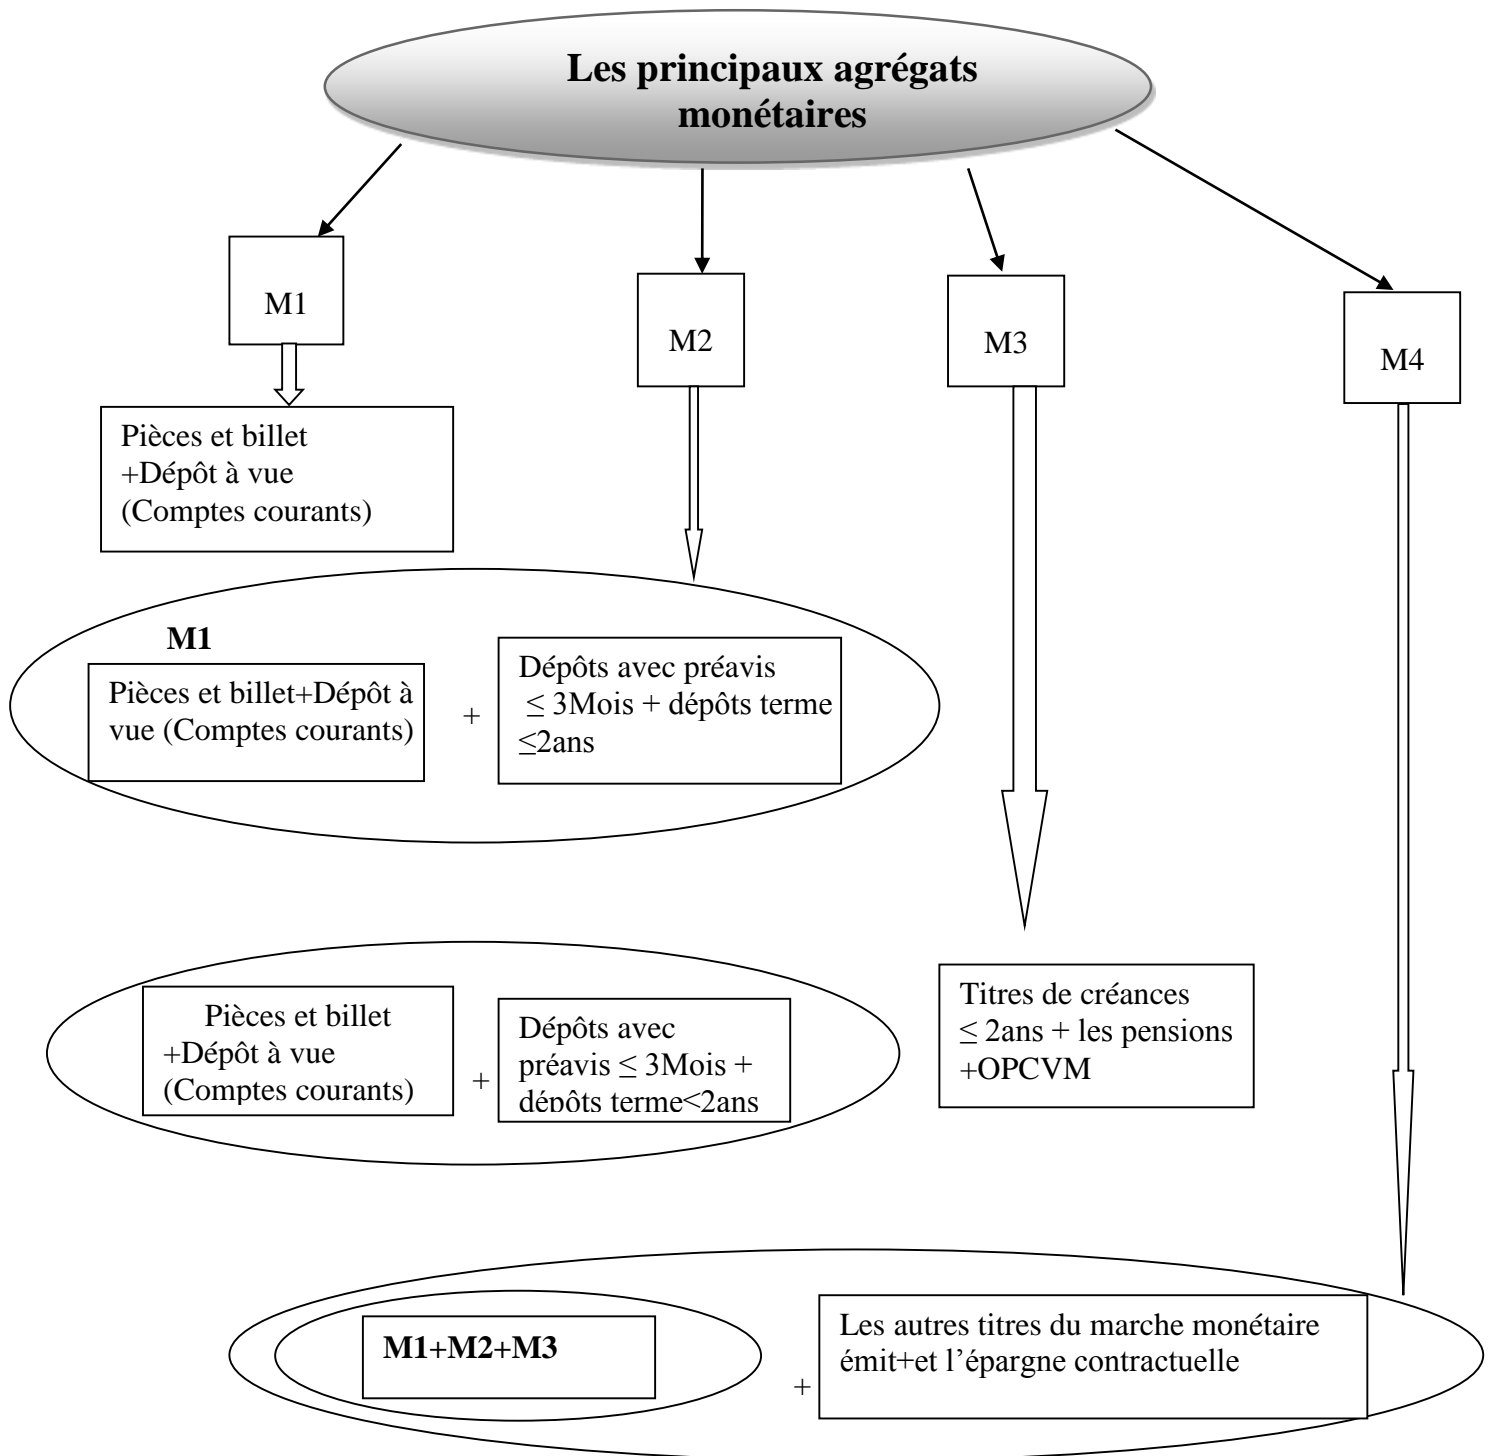 Les principaux agrégats
monétaires
M1
M2
M3
M4
Pièces et billet
+Dépôt à vue
(Comptes courants)
M1
Pièces et billet+Dépôt à
vue (Comptes courants)
+
Dépôts avec préavis
≤ 3Mois + dépôts terme
≤2ans
Pièces et billet
+Dépôt à vue
(Comptes courants)
+
Dépôts avec
préavis ≤ 3Mois +
dépôts terme<2ans
Titres de créances
≤ 2ans + les pensions
+OPCVM
M1+M2+M3
+
Les autres titres du marche monétaire
émit+et l’épargne contractuelle